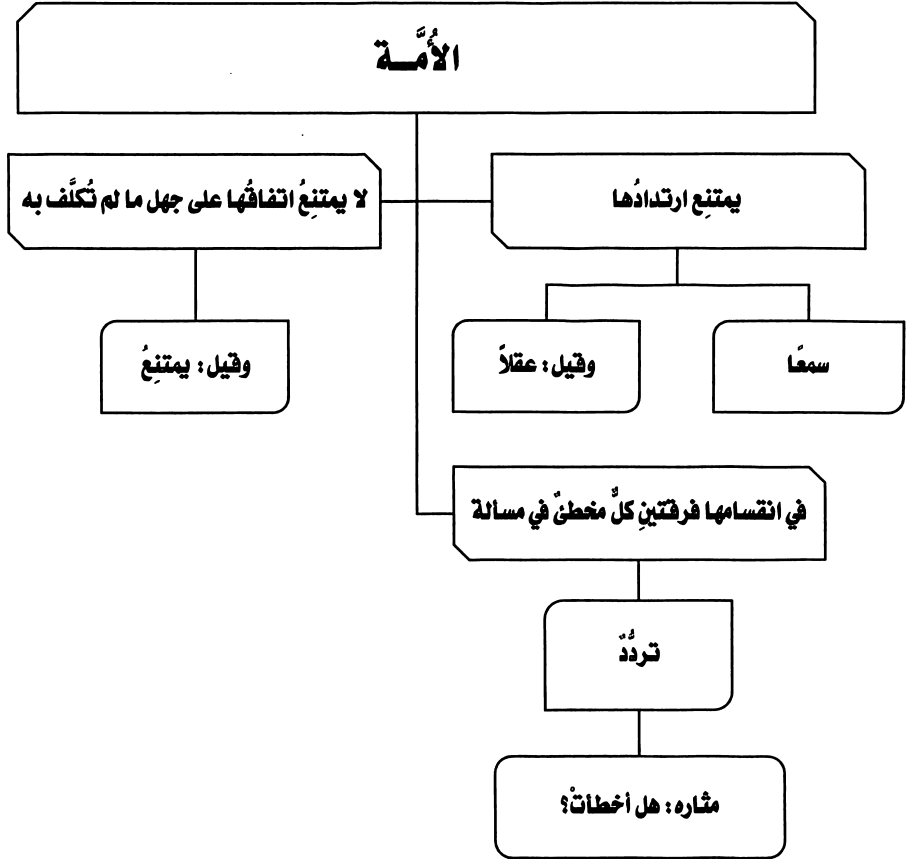 الأُمَّـــة
يمتنِع ارتدادُها
لا يمتنِعُ اتفاقُها على جهل ما لم تُكلَّف به
سمعًا
وقيل: عقلاً
وقيل: يمتنِعُ
في انقسامها فرقتينِ كلٌّ مخطئٌ في مسألة
تردُّدٌ
مثاره: هل أخطأتْ؟